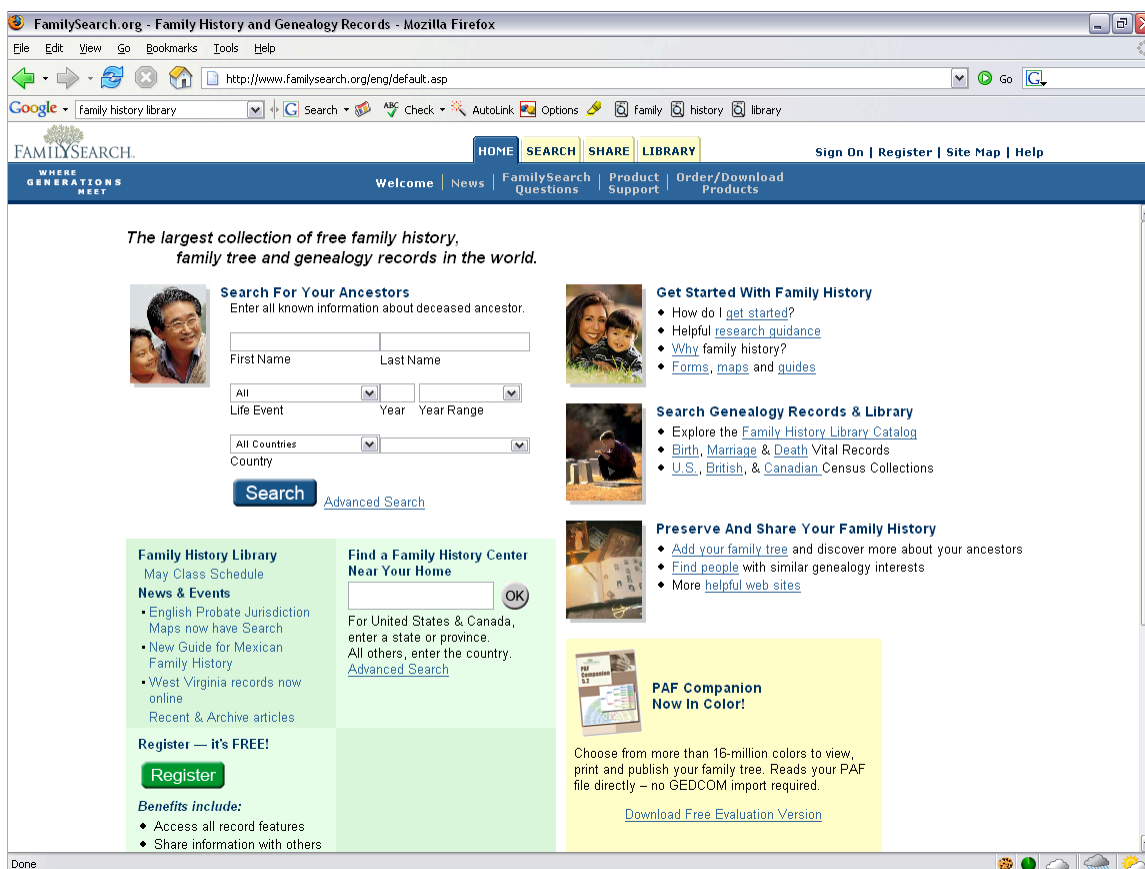 FamilySearch.org - Family History and Genealogy Records - Mozilla Firefox
File Edit View Go Bookmarks Tools Help
http://www.familysearch.org/eng/default.asp
Go
G
Google
family history library
G Search
ABC Check
AutoLink
Options
family
history
library
FAMILYSEARCH.
HOME SEARCH SHARE LIBRARY
Sign On | Register | Site Map | Help
WHERE
GENERATIONS
MEET
Welcome | News | FamilySearch Questions | Product Support | Order/Download Products
The largest collection of free family history,
family tree and genealogy records in the world.
Search For Your Ancestors
Enter all known information about deceased ancestor.
First Name Last Name
All
Life Event Year Year Range
All Countries
Country
Search Advanced Search
Get Started With Family History
How do I get started?
Helpful research guidance
Why family history?
Forms, maps and guides
Search Genealogy Records & Library
Explore the Family History Library Catalog
Birth, Marriage & Death Vital Records
U.S., British, & Canadian Census Collections
Preserve And Share Your Family History
Add your family tree and discover more about your ancestors
Find people with similar genealogy interests
More helpful web sites
Family History Library
May Class Schedule
News & Events
English Probate Jurisdiction
Maps now have Search
New Guide for Mexican
Family History
West Virginia records now
online
Recent & Archive articles
Find a Family History Center
Near Your Home
OK
For United States & Canada,
enter a state or province.
All others, enter the country.
Advanced Search
Register — it's FREE!
Register
Benefits include:
Access all record features
Share information with others
PAF
Companion
5.2
PAF Companion
Now In Color!
Choose from more than 16-million colors to view,
print and publish your family tree. Reads your PAF
file directly – no GEDCOM import required.
Download Free Evaluation Version
Done